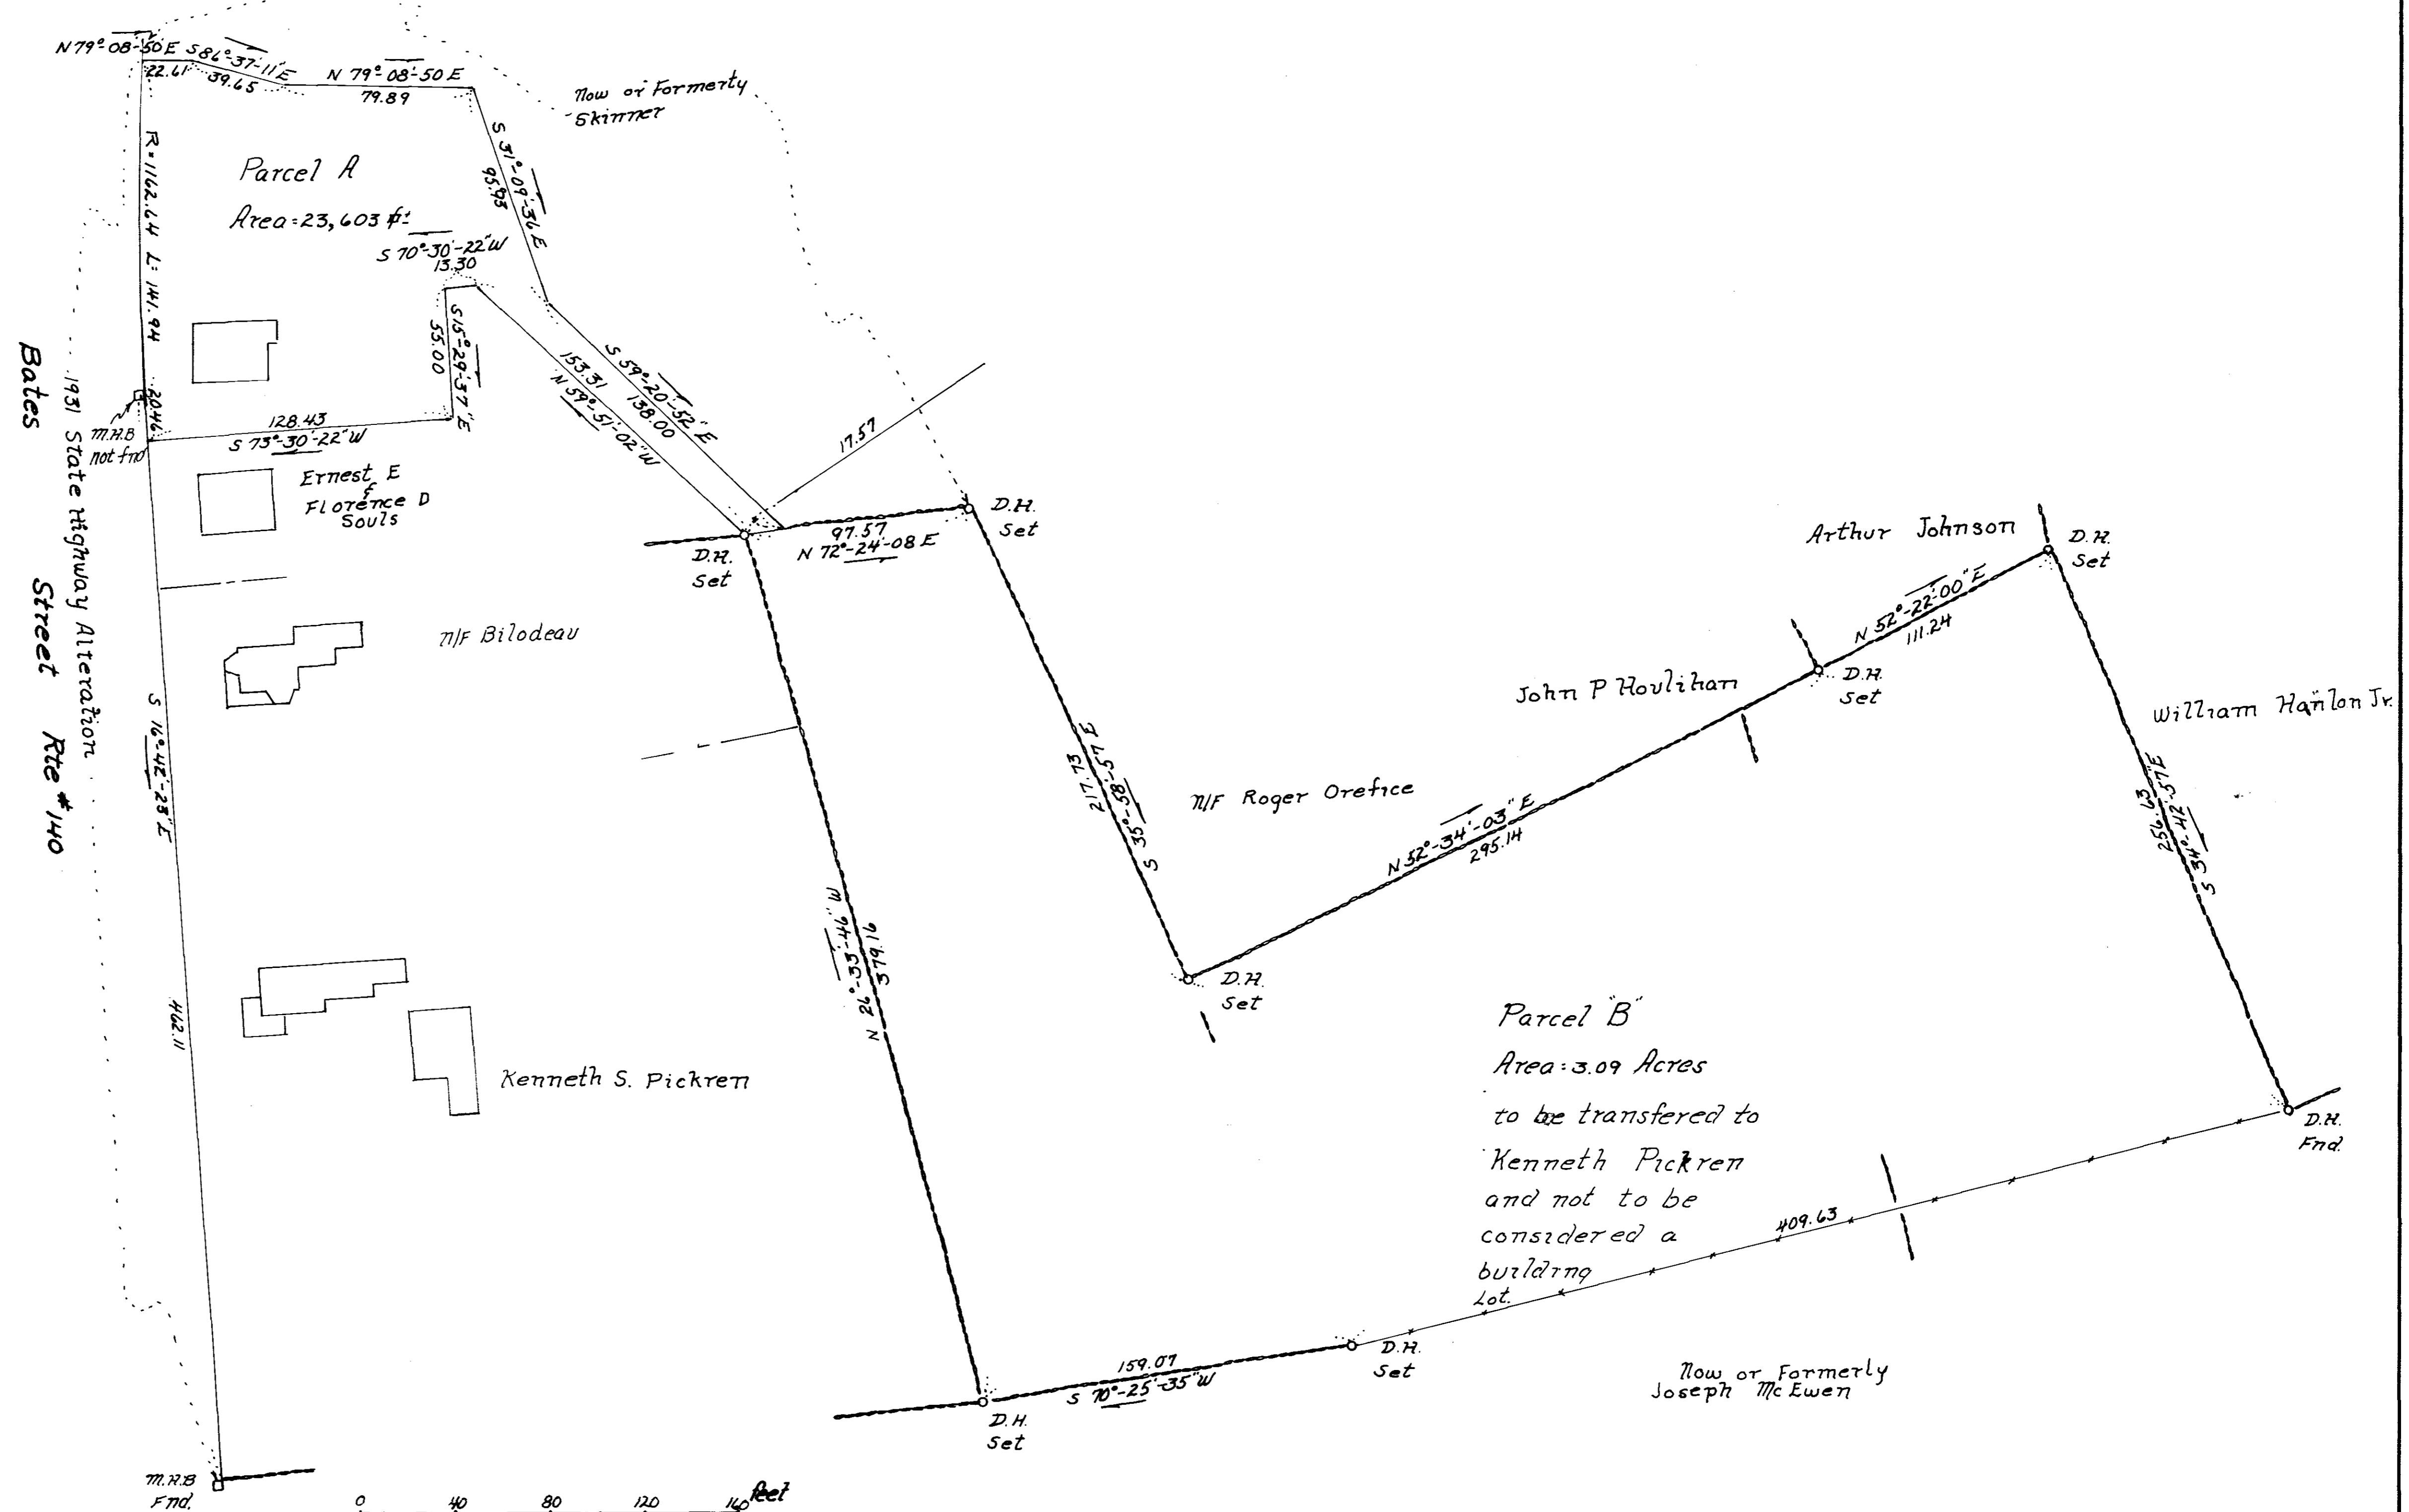 N 79°-08'-50"E
22.61
S 86°-37'-11"E
39.65
N 79°-08'-50 E
79.89
Now or Formerly
Skinner
R=1162.64 L= 141.94
Parcel A
Area=23,603
S 31°-09'-36 E
95.93
S 70°-30'-22"W
13.30
S 15°-29'-37"E
55.00
20.46
M.H.B
not fnd
128.43
S 73°-30'-22"W
153.31
N 59°-51'-02"W
S 59°-20'-52" E
138.00
17.57
Ernest E
&
Florence D
Souls
Bates Street Rte #140
1931 State Highway Alteration
D.H.
Set
97.57
N 72°-24'-08 E
D.H.
Set
N/F Bilodeau
S 16°-42'-23" E
462.11
217.73
S 35°-58'-57 E
N/F Roger Orefice
John P Houlihan
Arthur Johnson
D.H.
Set
N 52°-22'-00"E
111.24
D.H.
Set
William Hanlon Jr.
N 52°-34'-03" E
295.14
256.63
S 34°-42'-57"E
379.16
Kenneth S. Pickren
D.H.
Set
Parcel "B"
Area=3.09 Acres
to be transfered to
Kenneth Pickren
and not to be
considered a
building
Lot.
D.H.
Fnd.
409.63
159.07
S 70°-25'-35"W
D.H.
Set
D.H.
Set
Now or Formerly
Joseph McEwen
M.H.B
Fnd.
0 40 80 120 160 feet